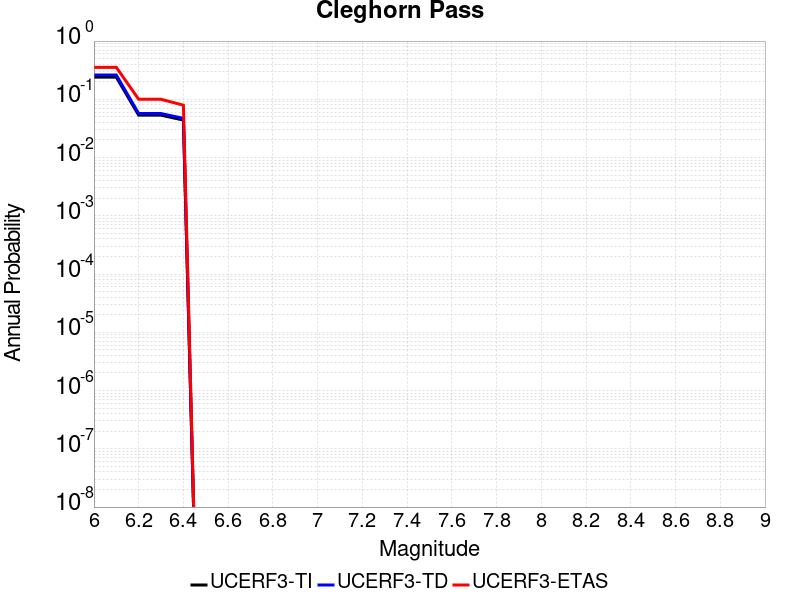 Cleghorn Pass
Annual Probability
10^0
10^-1
10^-2
10^-3
10^-4
10^-5
10^-6
10^-7
10^-8
6 6.2 6.4 6.6 6.8 7 7.2 7.4 7.6 7.8 8 8.2 8.4 8.6 8.8 9
Magnitude
UCERF3-TI UCERF3-TD UCERF3-ETAS